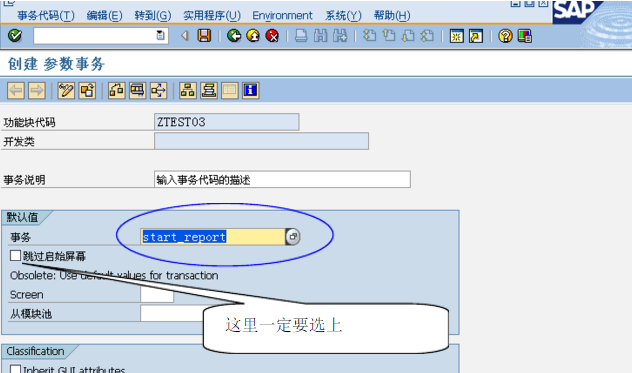 事务代码(T) 编辑(E) 转到(G) 实用程序(U) Environment 系统(Y) 帮助(H)
SAP
创建 参数事务
功能块代码 ZTEST03
开发类
事务说明 输入事务代码的描述
默认值
事务 start_report
跳过启始屏幕
Obsolete: Use default values for transaction
Screen
从模块池
这里一定要选上
Classification
Inherit GUI attributes